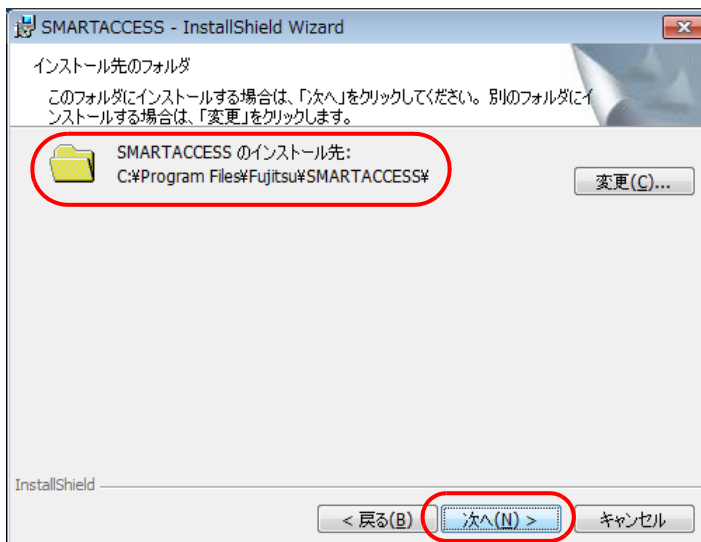 SMARTACCESS - InstallShield Wizard
インストール先のフォルダ
このフォルダにインストールする場合は、「次へ」をクリックしてください。別のフォルダにイ
ンストールする場合は、「変更」をクリックします。
SMARTACCESS のインストール先:
C:¥Program Files¥Fujitsu¥SMARTACCESS¥
変更(C)...
InstallShield
< 戻る(B)
次へ(N) >
キャンセル